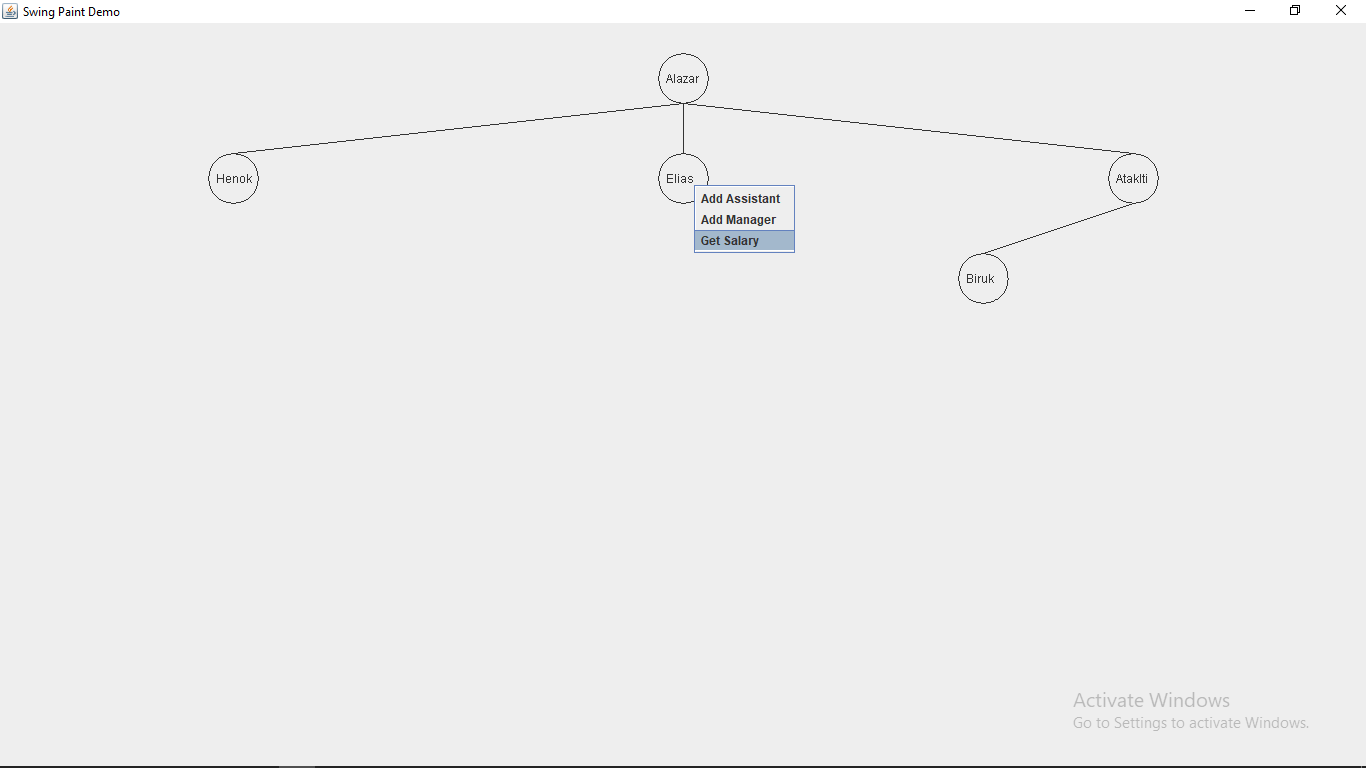 Swing Paint Demo
Alazar
Henok
Elias
Ataklti
Add Assistant
Add Manager
Get Salary
Biruk
Activate Windows
Go to Settings to activate Windows.